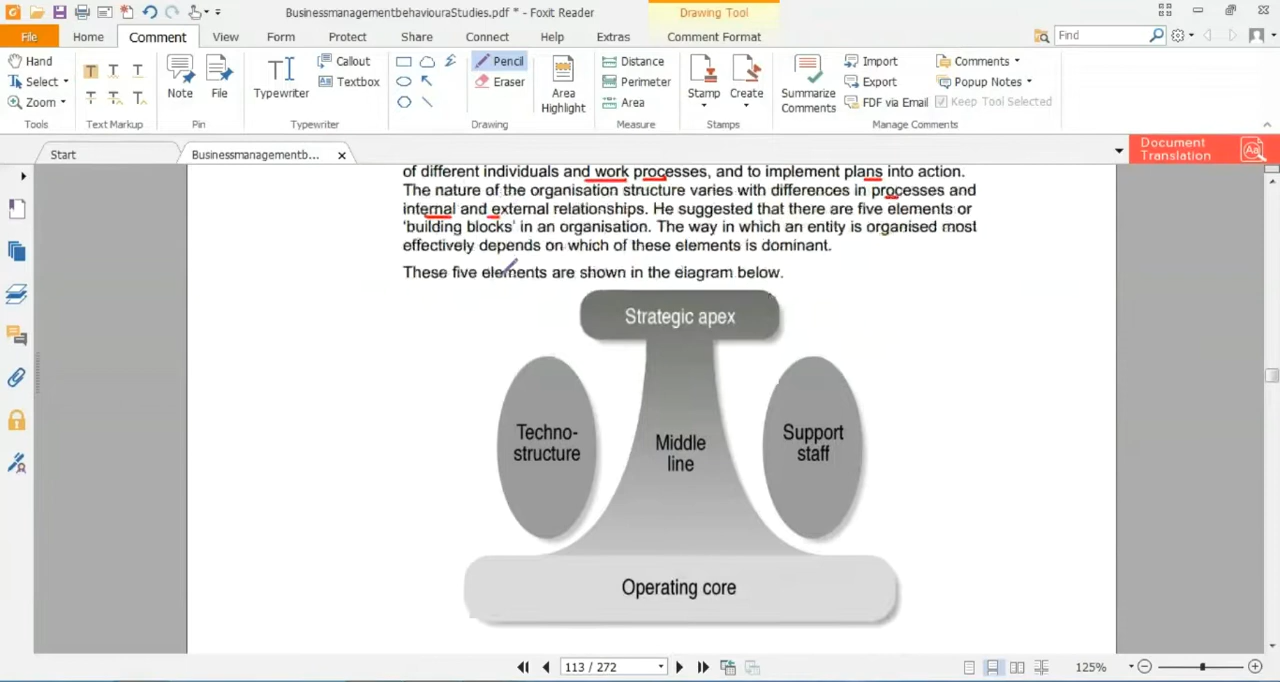 BusinessmanagementbehaviouraStudies.pdf * - Foxit Reader
Drawing Tool
File Home Comment View Form Protect Share Connect Help Extras Comment Format
Find
Hand
Select
Zoom
Tools
Text Markup
Note File
Pin
Typewriter
Callout
Textbox
Typewriter
Pencil
Eraser
Drawing
Area Highlight
Distance
Perimeter
Area
Measure
Stamp Create
Stamps
Summarize Comments
Import
Export
FDF via Email
Comments
Popup Notes
Keep Tool Selected
Manage Comments
Start
Businessmanagementb...
Document
Translation
of different individuals and work processes, and to implement plans into action.
The nature of the organisation structure varies with differences in processes and
internal and external relationships. He suggested that there are five elements or
'building blocks' in an organisation. The way in which an entity is organised most
effectively depends on which of these elements is dominant.
These five elements are shown in the eiagram below.
Strategic apex
Techno-
structure
Middle
line
Support
staff
Operating core
113 / 272
125%